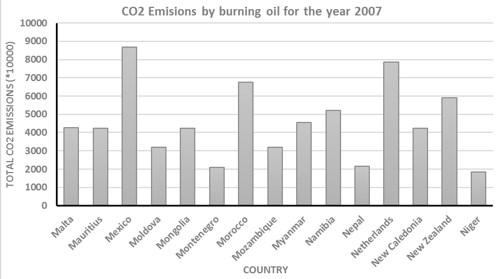 CO2 Emisions by burning oil for the year 2007
TOTAL CO2 EMISSIONS (*10000)
10000
9000
8000
7000
6000
5000
4000
3000
2000
1000
0
Malta
Mauritius
Mexico
Moldova
Mongolia
Montenegro
Morocco
Mozambique
Myanmar
Namibia
Nepal
Netherlands
New Caledonia
New Zealand
Niger
COUNTRY